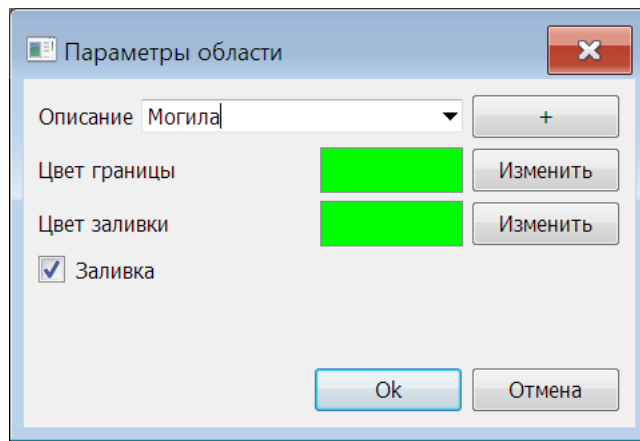 Параметры области
Описание Могила +
Цвет границы Изменить
Цвет заливки Изменить
Заливка
Ok Отмена